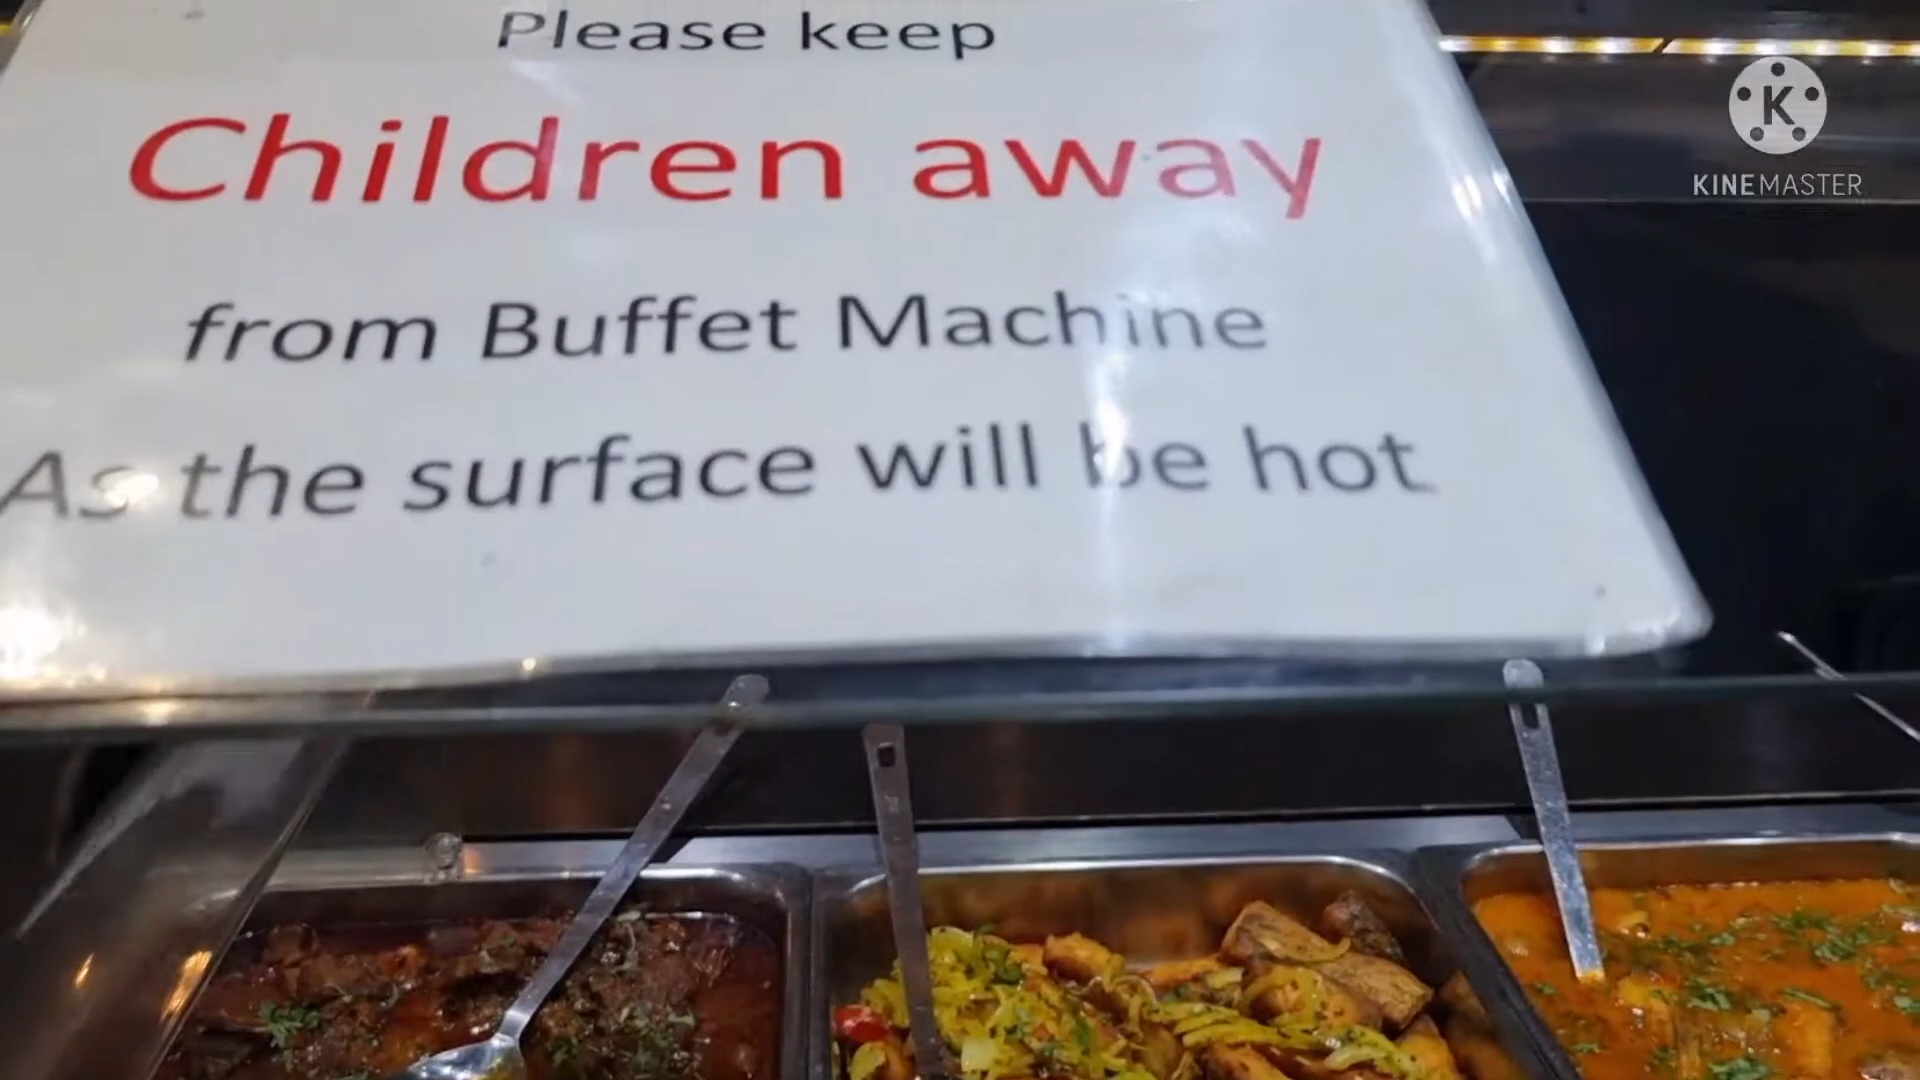 Please keep
Children away
from Buffet Machine
As the surface will be hot
K
KINEMASTER